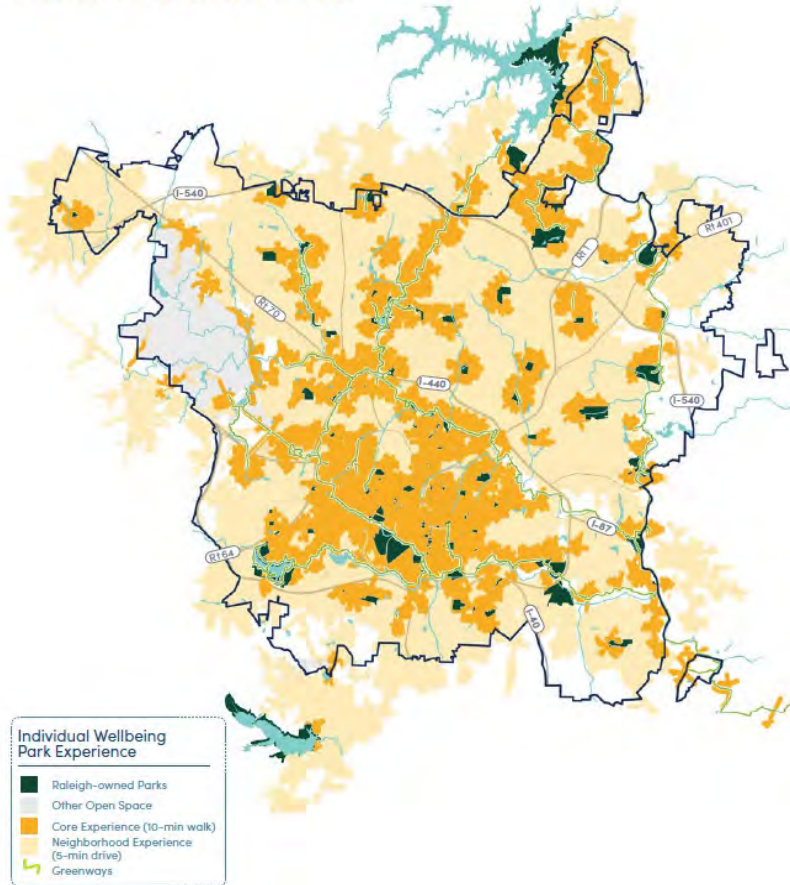 I-540
Rt 401
Rt 1
Rt 70
I-440
I-540
I-87
Rt 64
I-40
Individual Wellbeing
Park Experience
Raleigh-owned Parks
Other Open Space
Core Experience (10-min walk)
Neighborhood Experience
(5-min drive)
Greenways